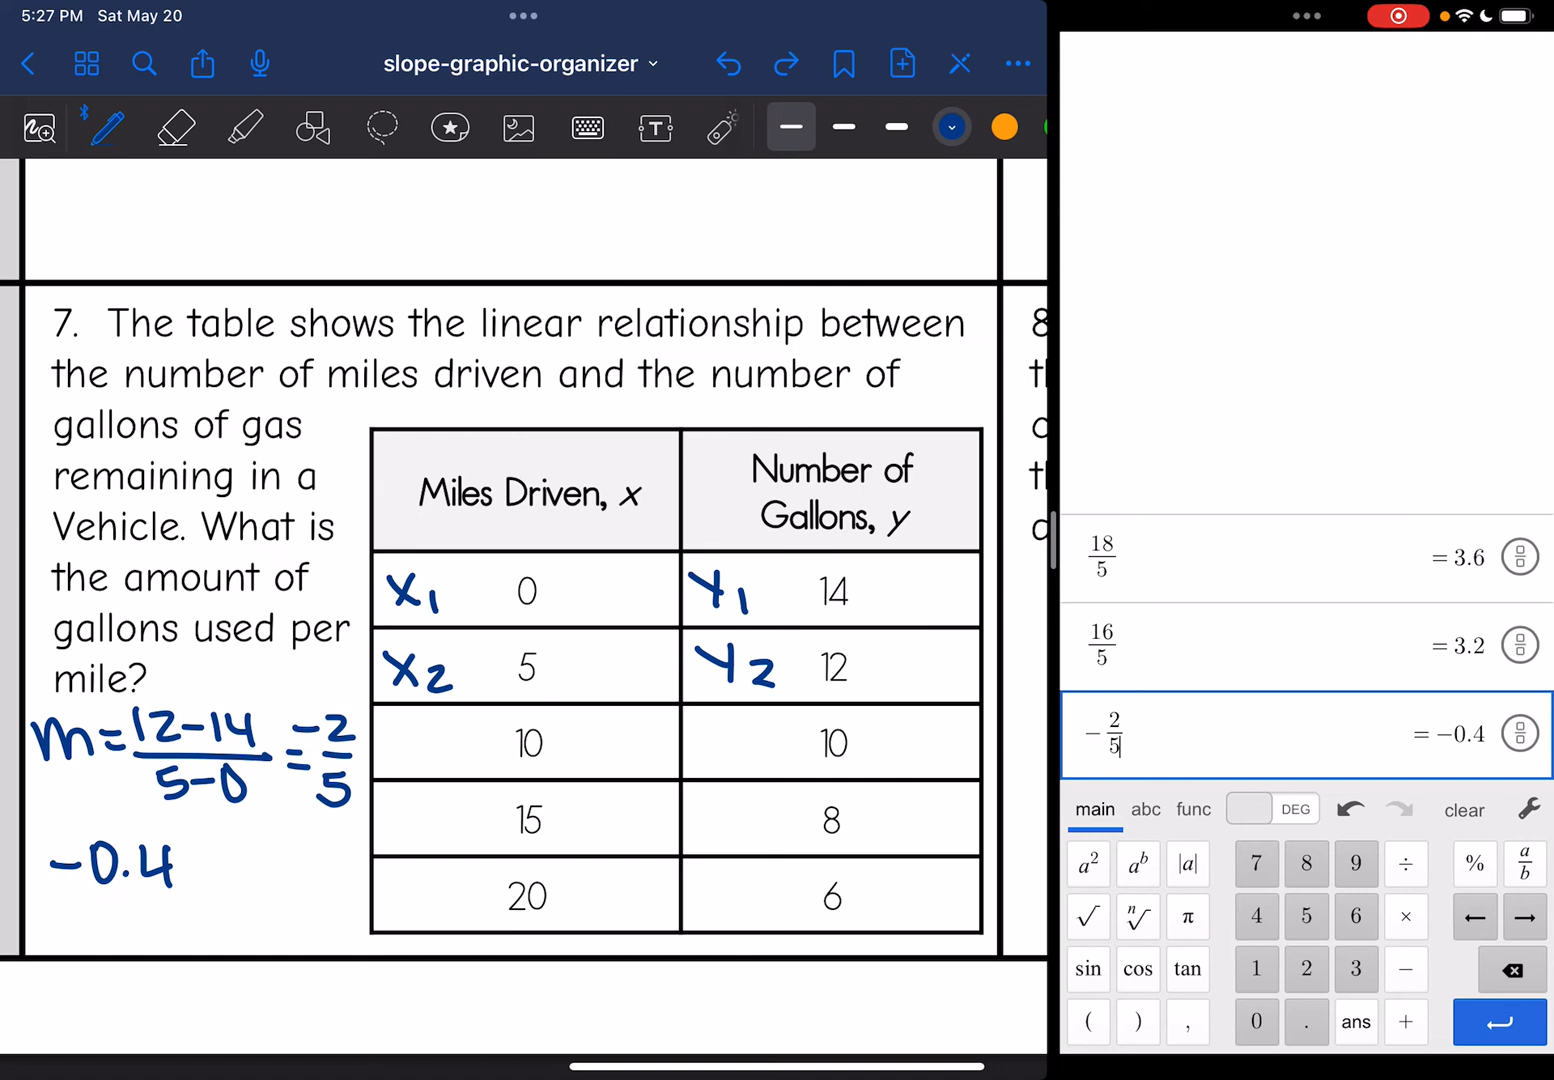 5:27 PM Sat May 20
slope-graphic-organizer
7. The table shows the linear relationship between
the number of miles driven and the number of
gallons of gas
remaining in a
Vehicle. What is
the amount of
gallons used per
mile?
Miles Driven, x
Number of
Gallons, y
x₁ 0 y₁ 14
x₂ 5 y₂ 12
10 10
15 8
20 6
m = (12-14)/(5-0) = -2/5
-0.4
8
18/5 = 3.6
16/5 = 3.2
-2/5 = -0.4
main abc func DEG clear
a² aᵇ |a| 7 8 9 ÷ % a/b
√ ⁿ√ π 4 5 6 × ← →
sin cos tan 1 2 3 −
( ) , 0 . ans +